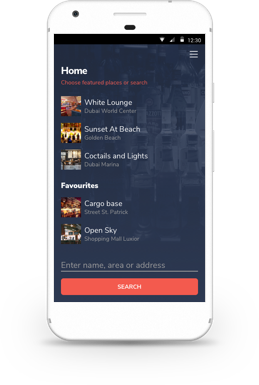 12:30
Home
Choose featured places or search
White Lounge
Dubai World Center
Sunset At Beach
Golden Beach
Coctails and Lights
Dubai Marina
Favourites
Cargo base
Street St. Patrick
Open Sky
Shopping Mall Luxor
Enter name, area or address
SEARCH